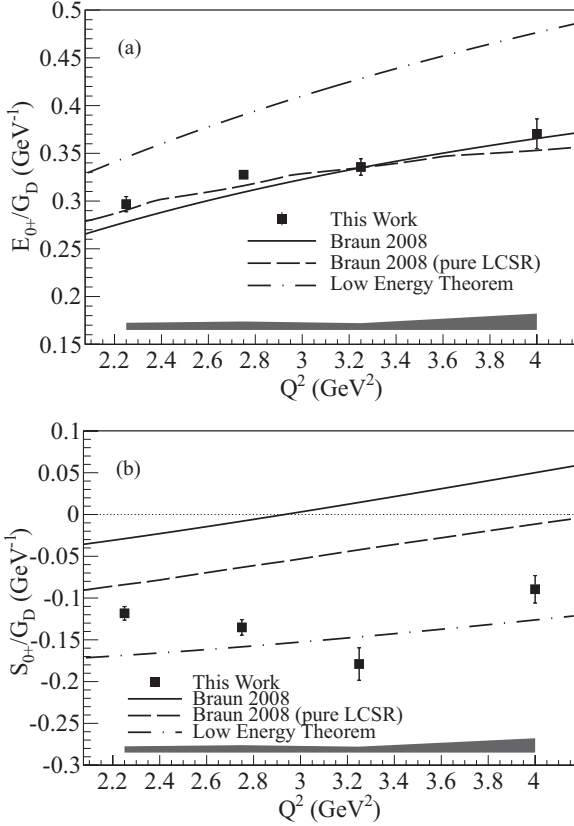 0.5
(a)
0.45
0.4
0.35
0.3
0.25
0.2
0.15
E0+/GD (GeV-1)
This Work
Braun 2008
Braun 2008 (pure LCSR)
Low Energy Theorem
2.2 2.4 2.6 2.8 3 3.2 3.4 3.6 3.8 4
Q2 (GeV2)
0.1
(b)
0.05
0
-0.05
-0.1
-0.15
-0.2
-0.25
-0.3
S0+/GD (GeV-1)
This Work
Braun 2008
Braun 2008 (pure LCSR)
Low Energy Theorem
2.2 2.4 2.6 2.8 3 3.2 3.4 3.6 3.8 4
Q2 (GeV2)